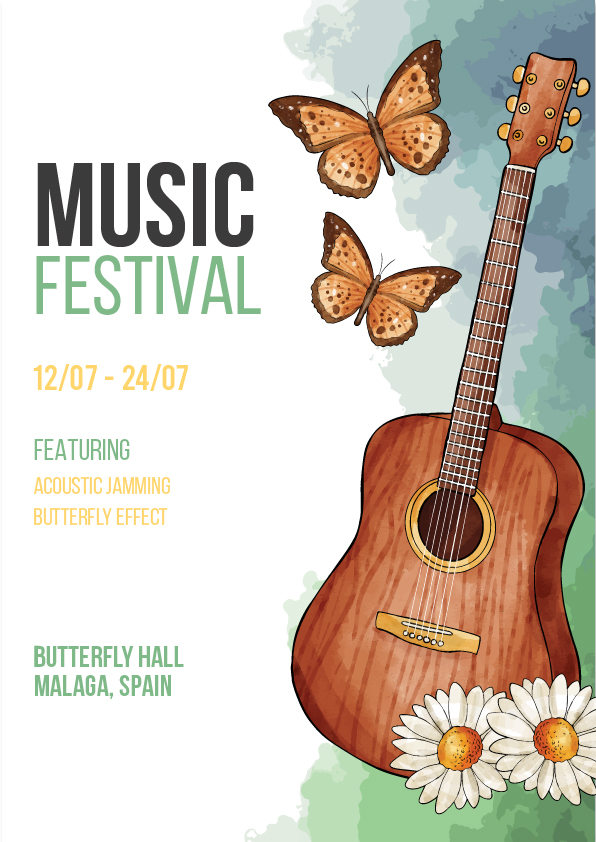 MUSIC
FESTIVAL
12/07 - 24/07
FEATURING
ACOUSTIC JAMMING
BUTTERFLY EFFECT
BUTTERFLY HALL
MALAGA, SPAIN